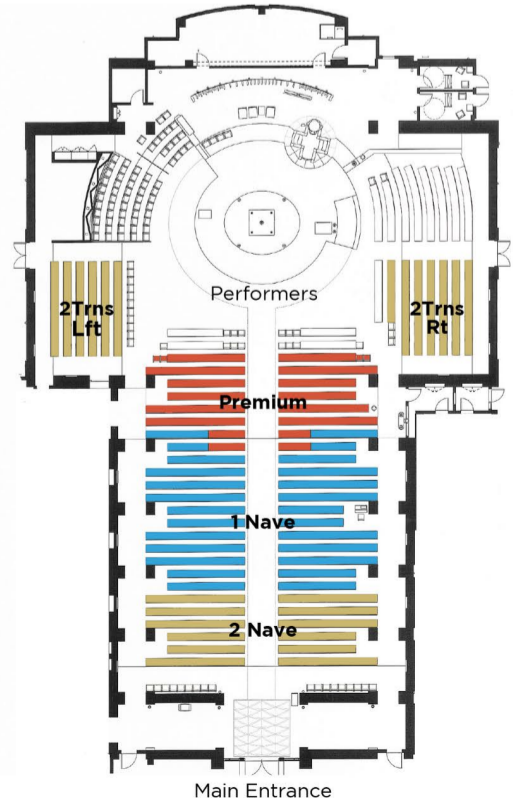 Performers
2Trns
Lft
2Trns
Rt
Premium
1 Nave
2 Nave
Main Entrance